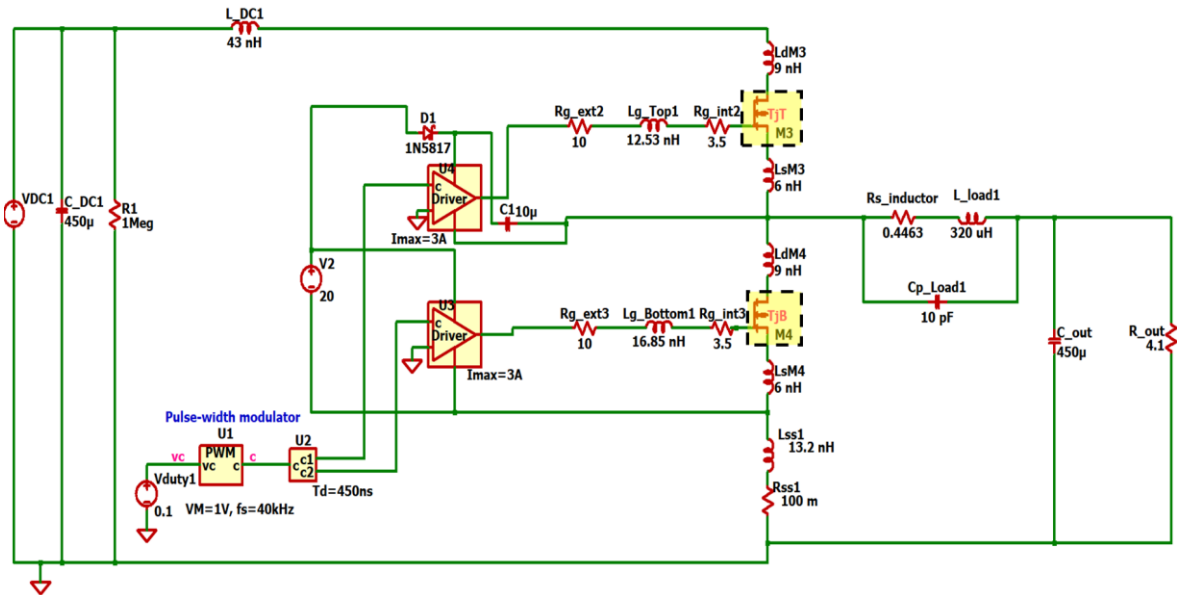 L_DC1
43 nH
LdM3
9 nH
D1
1N5817
Rg_ext2
10
Lg_Top1
12.53 nH
Rg_int2
3.5
TjT
M3
U4
c
Driver
Imax=3A
C1
10µ
LsM3
6 nH
VDC1
C_DC1
450µ
R1
1Meg
Rs_inductor
0.4463
L_load1
320 uH
Cp_Load1
10 pF
V2
20
U3
c
Driver
Imax=3A
Rg_ext3
10
Lg_Bottom1
16.85 nH
Rg_int3
3.5
LdM4
9 nH
TjB
M4
LsM4
6 nH
C_out
450µ
R_out
4.1
Pulse-width modulator
U1
PWM
vc
vc
c
c
U2
c
c1
c2
Td=450ns
Vduty1
0.1
VM=1V, fs=40kHz
Lss1
13.2 nH
Rss1
100 m